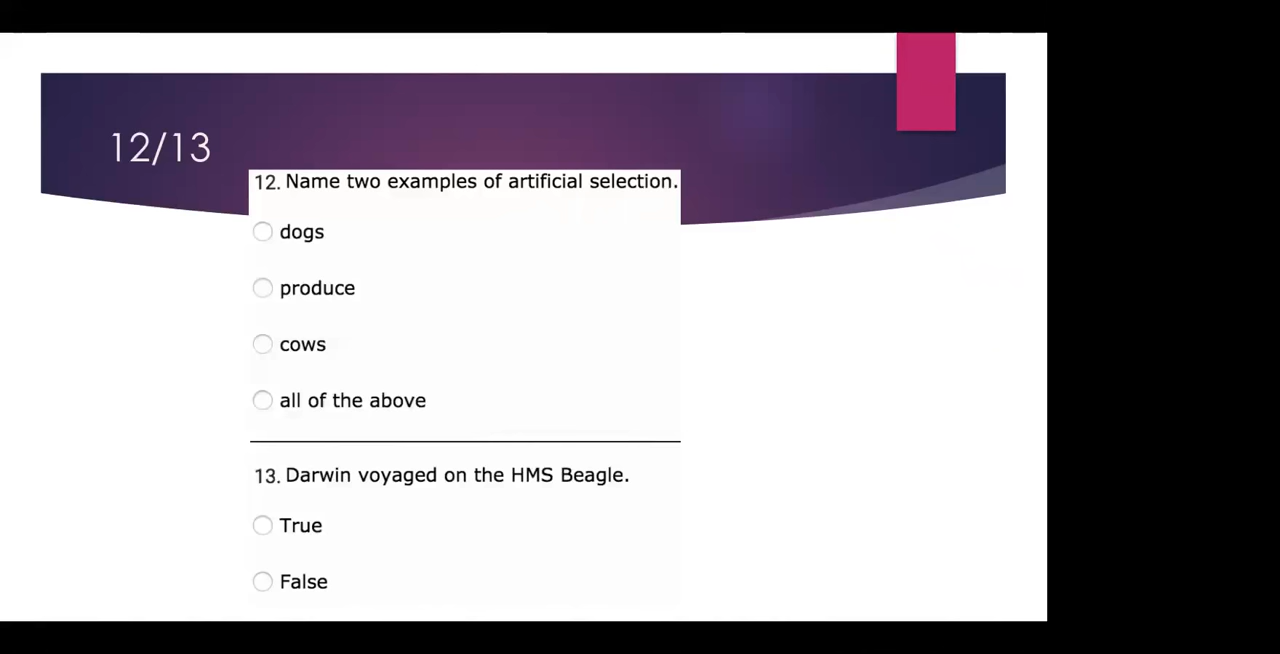 12/13
12. Name two examples of artificial selection.
dogs
produce
cows
all of the above
13. Darwin voyaged on the HMS Beagle.
True
False